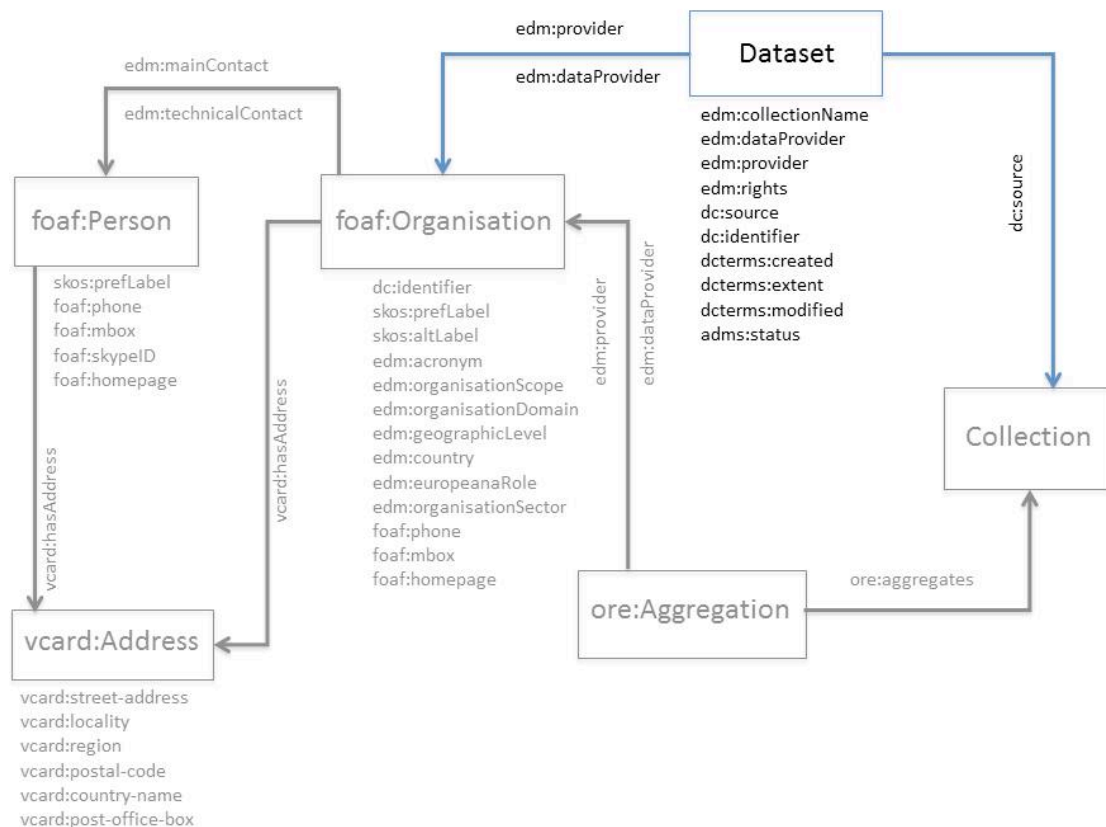 edm:provider
edm:dataProvider
Dataset
edm:collectionName
edm:dataProvider
edm:provider
edm:rights
dc:source
dc:identifier
dcterms:created
dcterms:extent
dcterms:modified
adms:status
dc:source
edm:mainContact
edm:technicalContact
foaf:Person
skos:prefLabel
foaf:phone
foaf:mbox
foaf:skypeID
foaf:homepage
foaf:Organisation
dc:identifier
skos:prefLabel
skos:altLabel
edm:acronym
edm:organisationScope
edm:organisationDomain
edm:geographicLevel
edm:country
edm:europeanaRole
edm:organisationSector
foaf:phone
foaf:mbox
foaf:homepage
edm:provider
edm:dataProvider
Collection
vcard:hasAddress
vcard:hasAddress
ore:Aggregation
ore:aggregates
vcard:Address
vcard:street-address
vcard:locality
vcard:region
vcard:postal-code
vcard:country-name
vcard:post-office-box